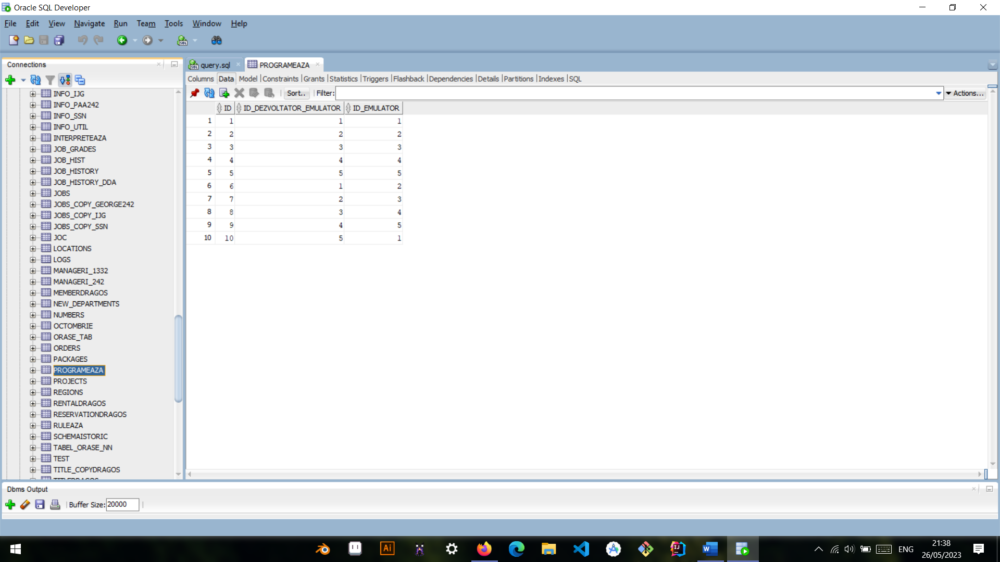 Oracle SQL Developer
File Edit View Navigate Run Team Tools Window Help
Connections
query.sql
PROGRAMEAZA
Columns Data Model Constraints Grants Statistics Triggers Flashback Dependencies Details Partitions Indexes SQL
Sort.. Filter: Actions...
ID ID_DEZVOLTATOR_EMULATOR ID_EMULATOR
1 1 1 1
2 2 2 2
3 3 3 3
4 4 4 4
5 5 5 5
6 6 1 2
7 7 2 3
8 8 3 4
9 9 4 5
10 10 5 1
INFO_IJG
INFO_PAA242
INFO_SSN
INFO_UTIL
INTERPRETEAZA
JOB_GRADES
JOB_HIST
JOB_HISTORY
JOB_HISTORY_DDA
JOBS
JOBS_COPY_GEORGE242
JOBS_COPY_IJG
JOBS_COPY_SSN
JOC
LOCATIONS
LOGS
MANAGERI_1332
MANAGERI_242
MEMBERDRAGOS
NEW_DEPARTMENTS
NUMBERS
OCTOMBRIE
ORASE_TAB
ORDERS
PACKAGES
PROGRAMEAZA
PROJECTS
REGIONS
RENTALDRAGOS
RESERVATIONDRAGOS
RULEAZA
SCHEMAISTORIC
TABEL_ORASE_NN
TEST
TITLE_COPYDRAGOS
Dbms Output
Buffer Size: 20000
ENG
21:38
26/05/2023